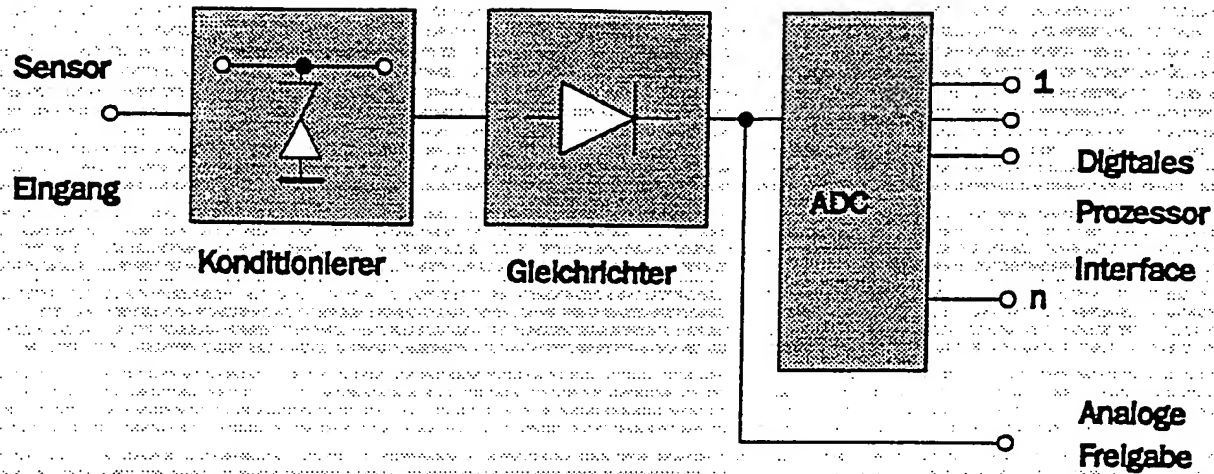 Sensor
Eingang
Konditionierer
Gleichrichter
ADC
1
n
Digitales
Prozessor
Interface
Analoge
Freigabe